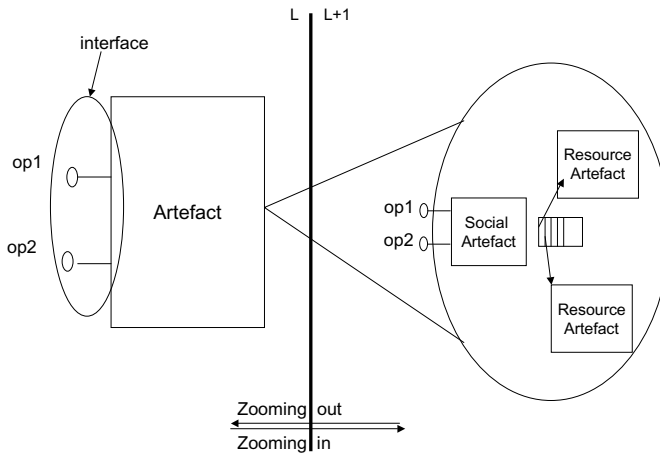 L L+1
interface
op1
op2
Artefact
op1
op2
Social
Artefact
Resource
Artefact
Resource
Artefact
Zooming out
Zooming in